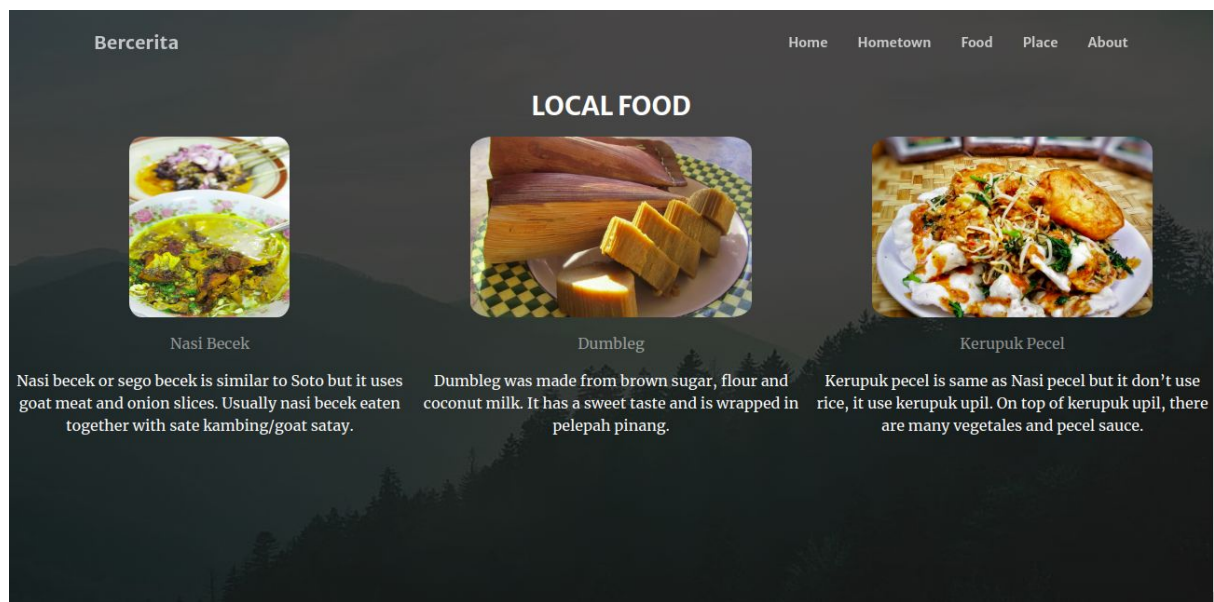 Bercerita
Home Hometown Food Place About
LOCAL FOOD
Nasi Becek
Nasi becek or sego becek is similar to Soto but it uses
goat meat and onion slices. Usually nasi becek eaten
together with sate kambing/goat satay.
Dumbleg
Dumbleg was made from brown sugar, flour and
coconut milk. It has a sweet taste and is wrapped in
pelepah pinang.
Kerupuk Pecel
Kerupuk pecel is same as Nasi pecel but it don’t use
rice, it use kerupuk upil. On top of kerupuk upil, there
are many vegetales and pecel sauce.